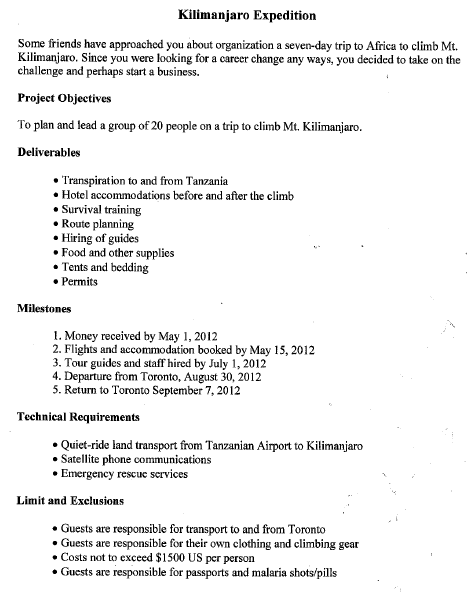 Kilimanjaro Expedition
Some friends have approached you about organization a seven-day trip to Africa to climb Mt.
Kilimanjaro. Since you were looking for a career change any ways, you decided to take on the
challenge and perhaps start a business.
Project Objectives
To plan and lead a group of 20 people on a trip to climb Mt. Kilimanjaro.
Deliverables
• Transpiration to and from Tanzania
• Hotel accommodations before and after the climb
• Survival training
• Route planning
• Hiring of guides
• Food and other supplies
• Tents and bedding
• Permits
Milestones
1. Money received by May 1, 2012
2. Flights and accommodation booked by May 15, 2012
3. Tour guides and staff hired by July 1, 2012
4. Departure from Toronto, August 30, 2012
5. Return to Toronto September 7, 2012
Technical Requirements
• Quiet-ride land transport from Tanzanian Airport to Kilimanjaro
• Satellite phone communications
• Emergency rescue services
Limit and Exclusions
• Guests are responsible for transport to and from Toronto
• Guests are responsible for their own clothing and climbing gear
• Costs not to exceed $1500 US per person
• Guests are responsible for passports and malaria shots/pills